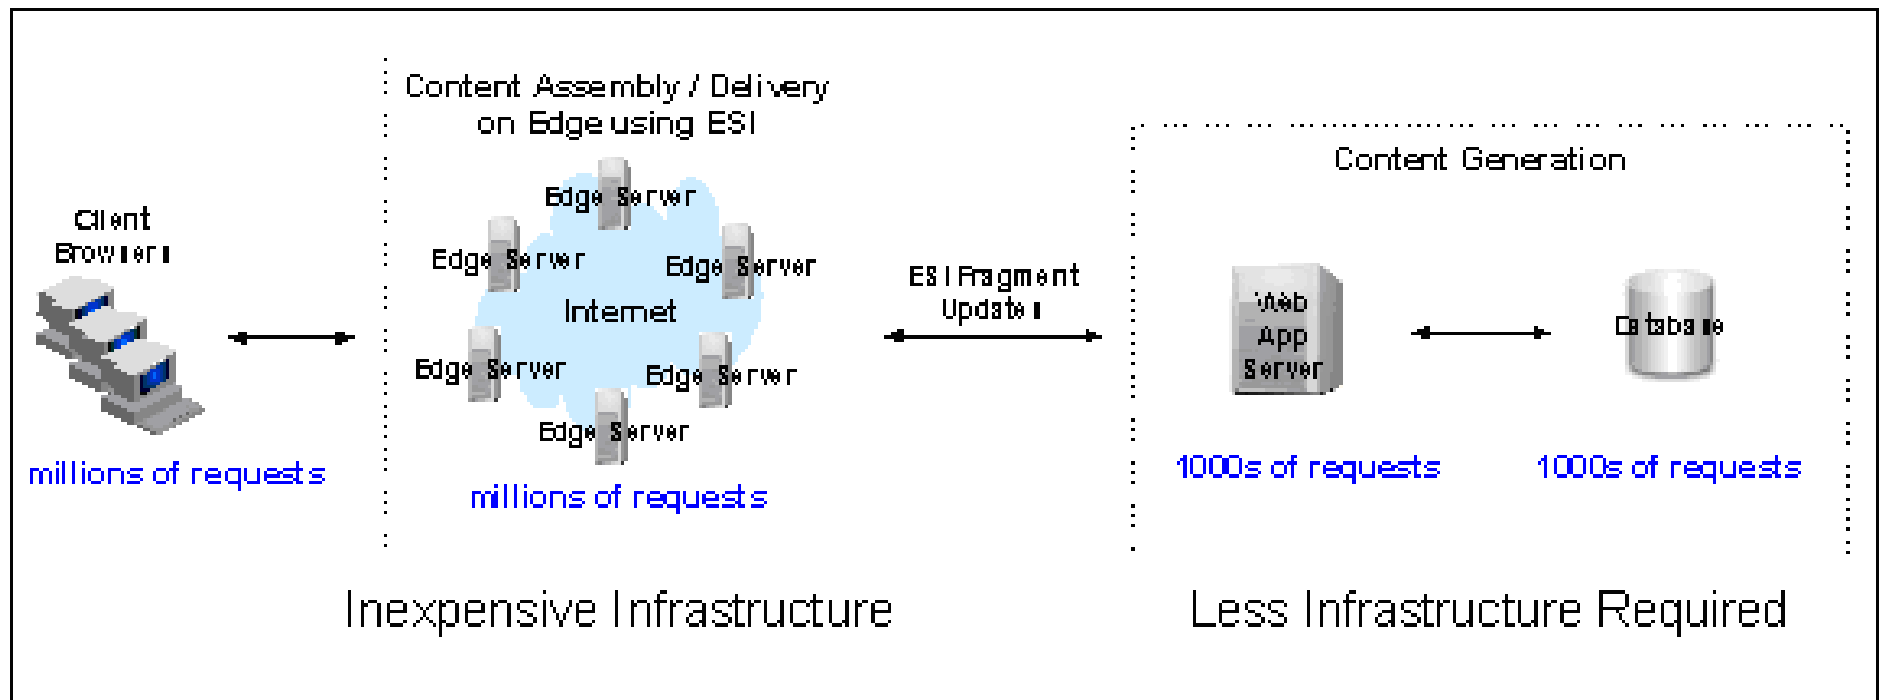 Content Assembly / Delivery
on Edge using ESI
Content Generation
Client
Browsers
Edge Server
Edge Server
Edge Server
Edge Server
Edge Server
Edge Server
Internet
ESI Fragment
Updates
Web
App
Server
Database
millions of requests
millions of requests
1000s of requests
1000s of requests
Inexpensive Infrastructure
Less Infrastructure Required